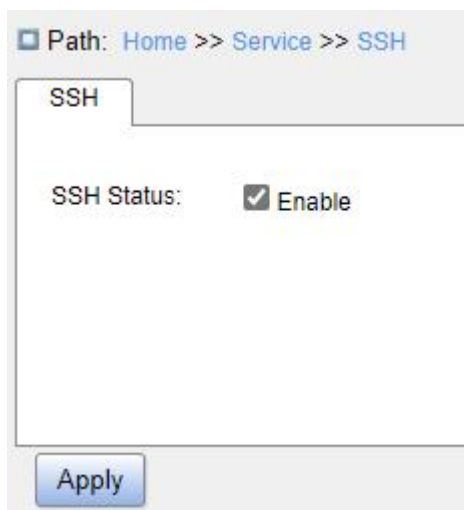 Path: Home >> Service >> SSH
SSH
SSH Status: Enable
Apply